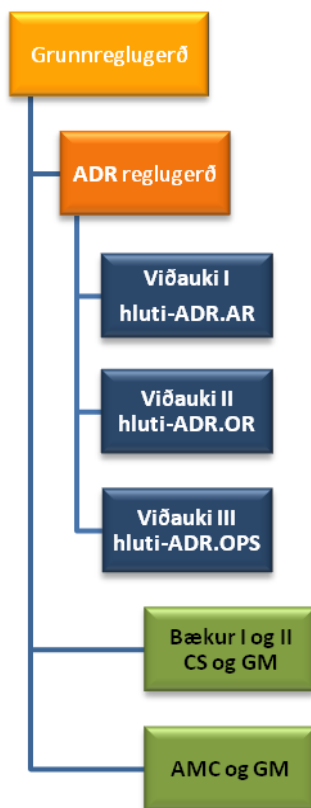 Grunnreglugerð
ADR reglugerð
Viðauki I
hluti-ADR.AR
Viðauki II
hluti-ADR.OR
Viðauki III
hluti-ADR.OPS
Bækur I og II
CS og GM
AMC og GM